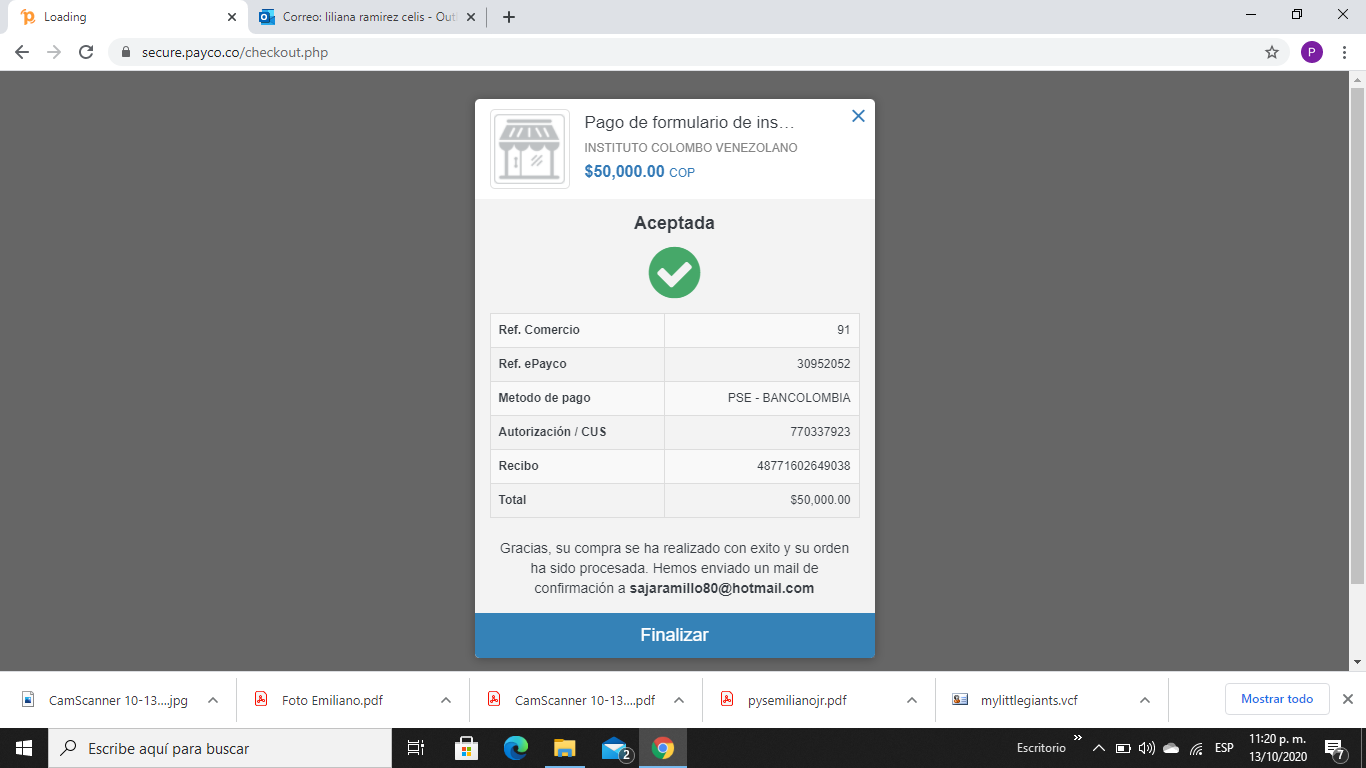 Loading
Correo: liliana ramirez celis - Outl
secure.payco.co/checkout.php
P
Pago de formulario de ins…
INSTITUTO COLOMBO VENEZOLANO
$50,000.00 COP
Aceptada
Ref. Comercio 91
Ref. ePayco 30952052
Metodo de pago PSE - BANCOLOMBIA
Autorización / CUS 770337923
Recibo 48771602649038
Total $50,000.00
Gracias, su compra se ha realizado con exito y su orden
ha sido procesada. Hemos enviado un mail de
confirmación a sajaramillo80@hotmail.com
Finalizar
CamScanner 10-13....jpg
Foto Emiliano.pdf
CamScanner 10-13....pdf
pysemilianojr.pdf
mylittlegiants.vcf
Mostrar todo
Escribe aquí para buscar
2
Escritorio
ESP
11:20 p. m.
13/10/2020
7